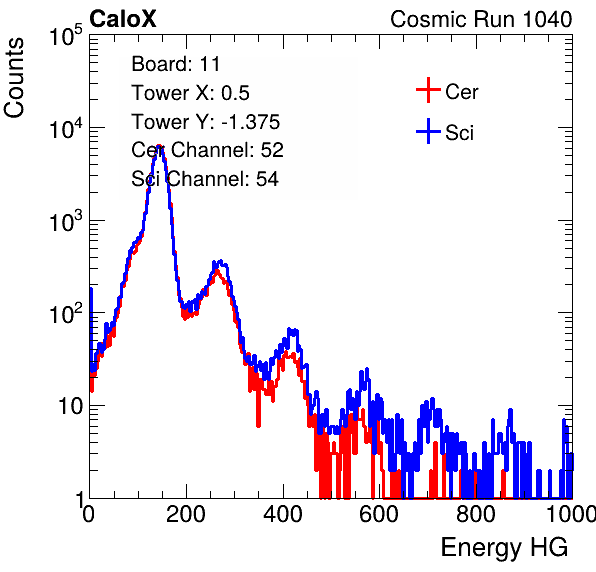 CaloX Cosmic Run 1040
Counts
Board: 11
Tower X: 0.5
Tower Y: -1.375
Cer Channel: 52
Sci Channel: 54
Cer
Sci
10^5
10^4
10^3
10^2
10
1
0 200 400 600 800 1000
Energy HG